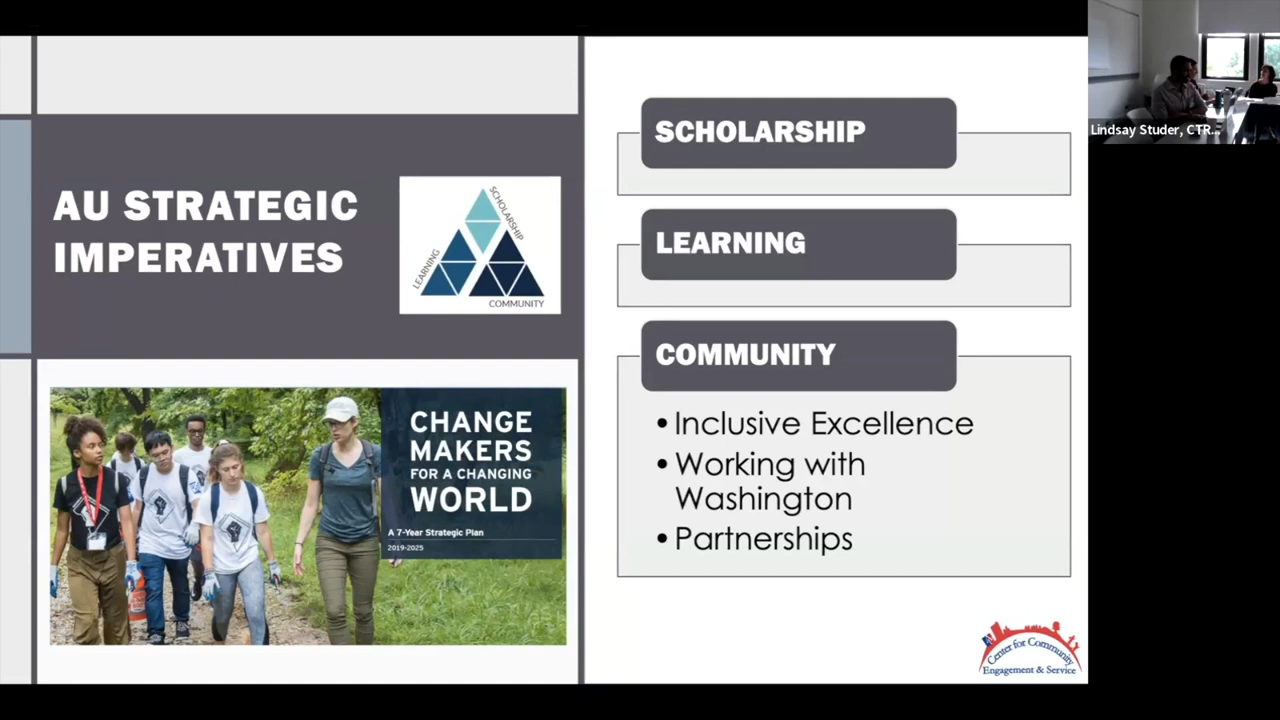 AU STRATEGIC
IMPERATIVES
LEARNING
SCHOLARSHIP
COMMUNITY
CHANGE
MAKERS
FOR A CHANGING
WORLD
A 7-Year Strategic Plan
2019-2025
SCHOLARSHIP
LEARNING
COMMUNITY
• Inclusive Excellence
• Working with
Washington
• Partnerships
Center for Community
Engagement & Service
Lindsay Studer, CTR...